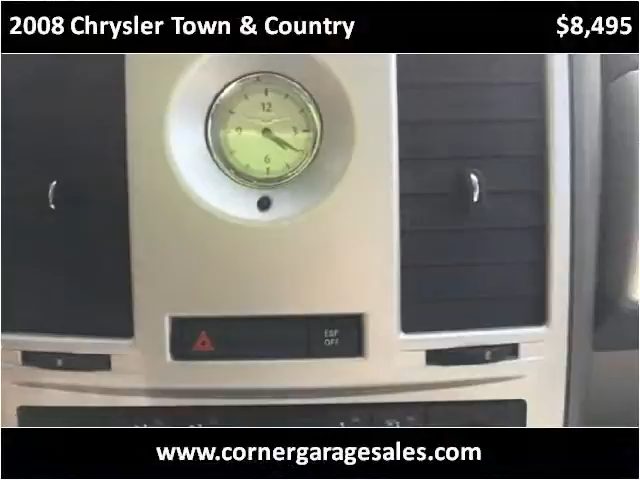 2008 Chrysler Town & Country $8,495
12
9 3
6
ESP
OFF
www.cornergaragesales.com